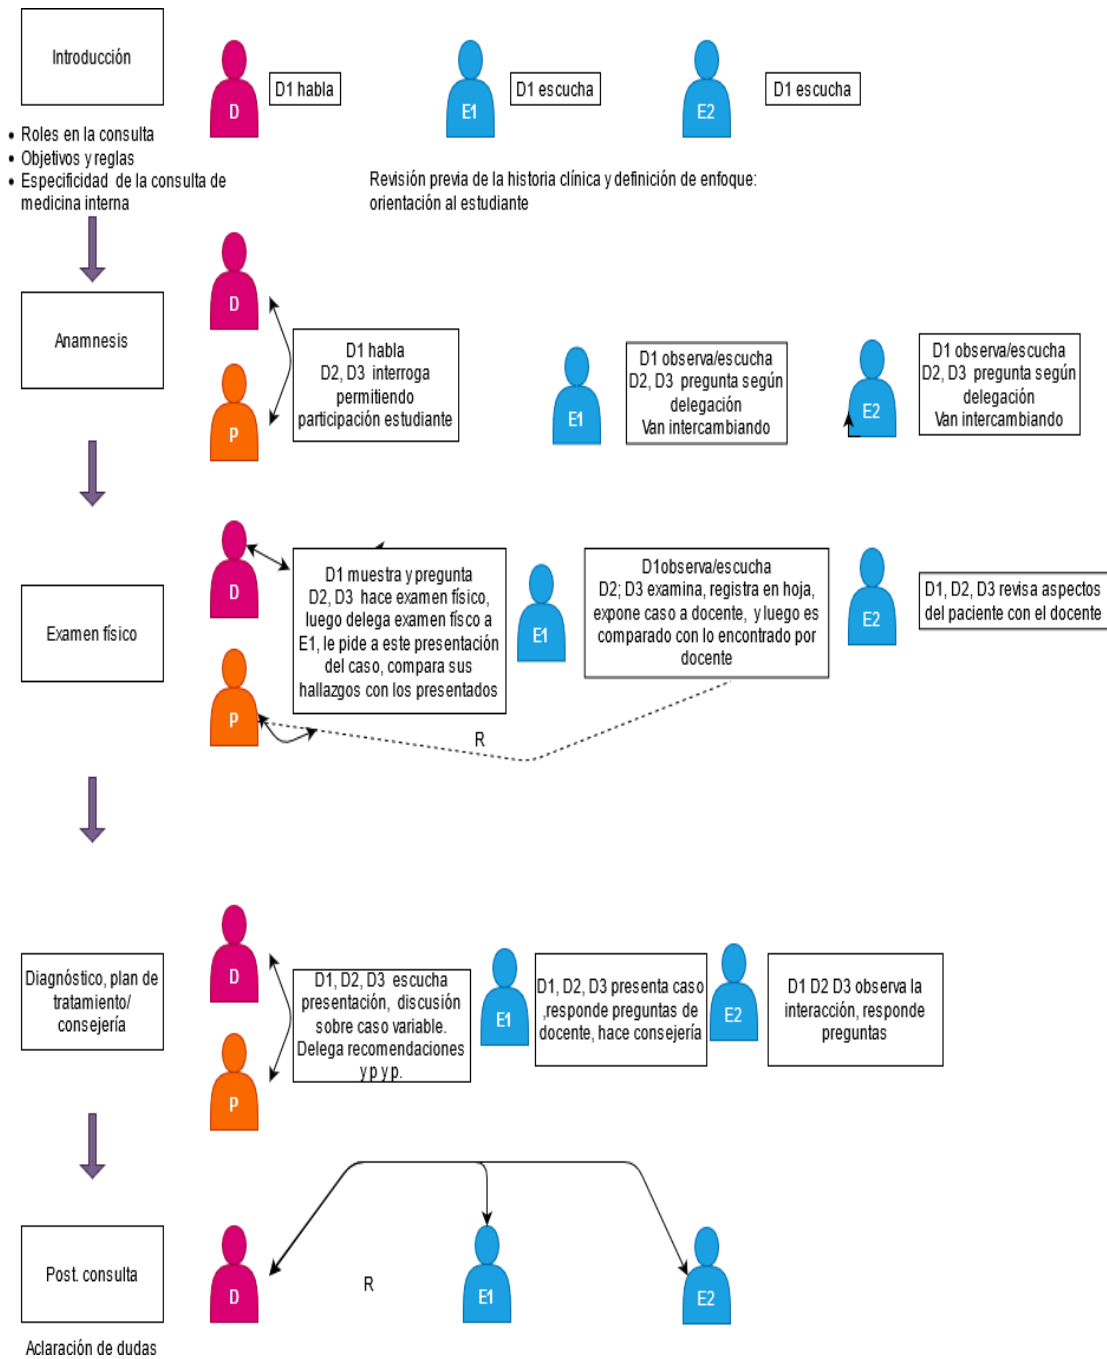 Introducción
D
D1 habla
E1
D1 escucha
E2
D1 escucha
• Roles en la consulta
• Objetivos y reglas
• Especificidad de la consulta de
medicina interna
Revisión previa de la historia clínica y definición de enfoque:
orientación al estudiante
Anamnesis
D
P
D1 habla
D2, D3 interroga
permitiendo
participación estudiante
E1
D1 observa/escucha
D2, D3 pregunta según
delegación
Van intercambiando
E2
D1 observa/escucha
D2, D3 pregunta según
delegación
Van intercambiando
Examen físico
D
P
D1 muestra y pregunta
D2, D3 hace examen físico,
luego delega examen físco a
E1, le pide a este presentación
del caso, compara sus
hallazgos con los presentados
E1
D1observa/escucha
D2; D3 examina, registra en hoja,
expone caso a docente, y luego es
comparado con lo encontrado por
docente
E2
D1, D2, D3 revisa aspectos
del paciente con el docente
R
Diagnóstico, plan de
tratamiento/
consejería
D
P
D1, D2, D3 escucha
presentación, discusión
sobre caso variable.
Delega recomendaciones
y p y p.
E1
D1, D2, D3 presenta caso
,responde preguntas de
docente, hace consejería
E2
D1 D2 D3 observa la
interacción, responde
preguntas
Post. consulta
D
R
E1
E2
Aclaración de dudas